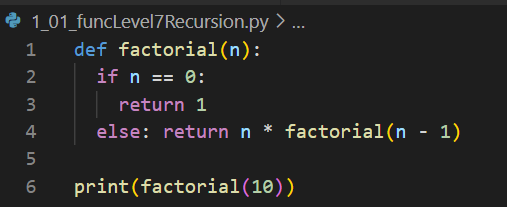 1_01_funcLevel7Recursion.py > ...
1 def factorial(n):
2   if n == 0:
3     return 1
4   else: return n * factorial(n - 1)
5
6 print(factorial(10))